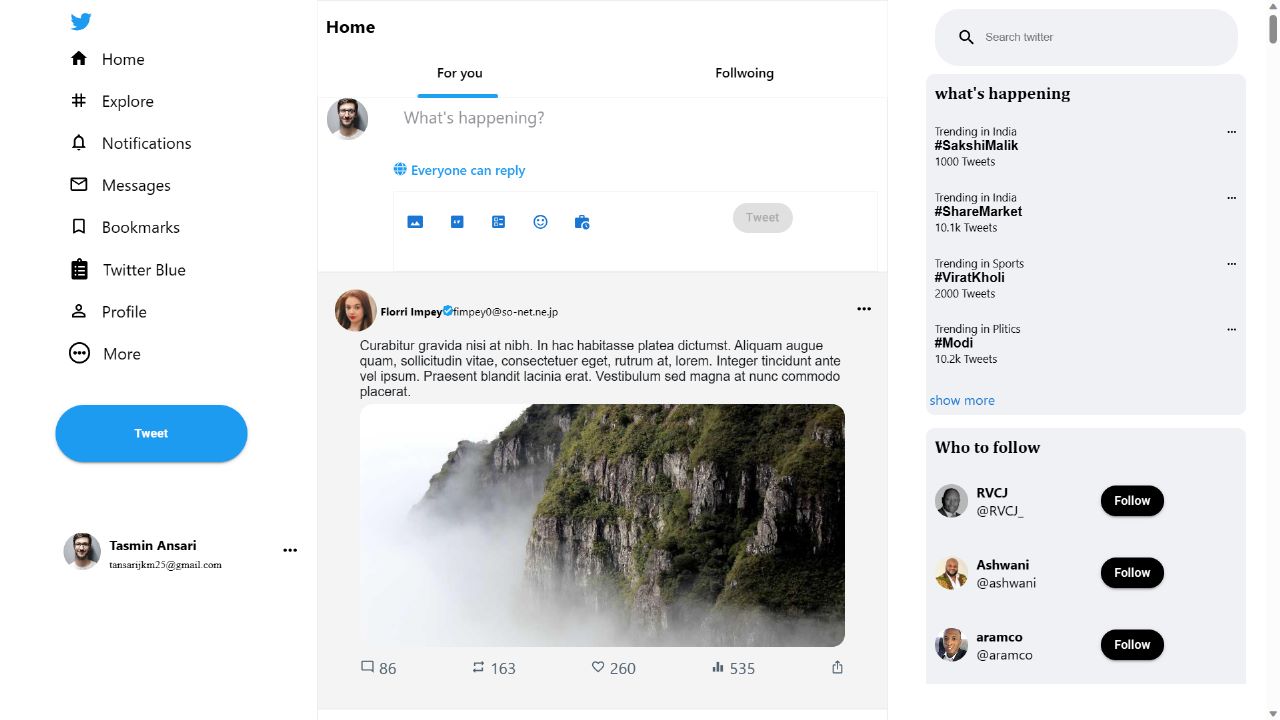 Home
Explore
Notifications
Messages
Bookmarks
Twitter Blue
Profile
More
Tweet
Tasmin Ansari
tansarijkm25@gmail.com
Home
For you
Follwoing
What's happening?
Everyone can reply
Tweet
Florri Impey fimpey0@so-net.ne.jp
Curabitur gravida nisi at nibh. In hac habitasse platea dictumst. Aliquam augue
quam, sollicitudin vitae, consectetuer eget, rutrum at, lorem. Integer tincidunt ante
vel ipsum. Praesent blandit lacinia erat. Vestibulum sed magna at nunc commodo
placerat.
86 163 260 535
Search twitter
what's happening
Trending in India
#SakshiMalik
1000 Tweets
Trending in India
#ShareMarket
10.1k Tweets
Trending in Sports
#ViratKholi
2000 Tweets
Trending in Plitics
#Modi
10.2k Tweets
show more
Who to follow
RVCJ
@RVCJ_
Follow
Ashwani
@ashwani
Follow
aramco
@aramco
Follow